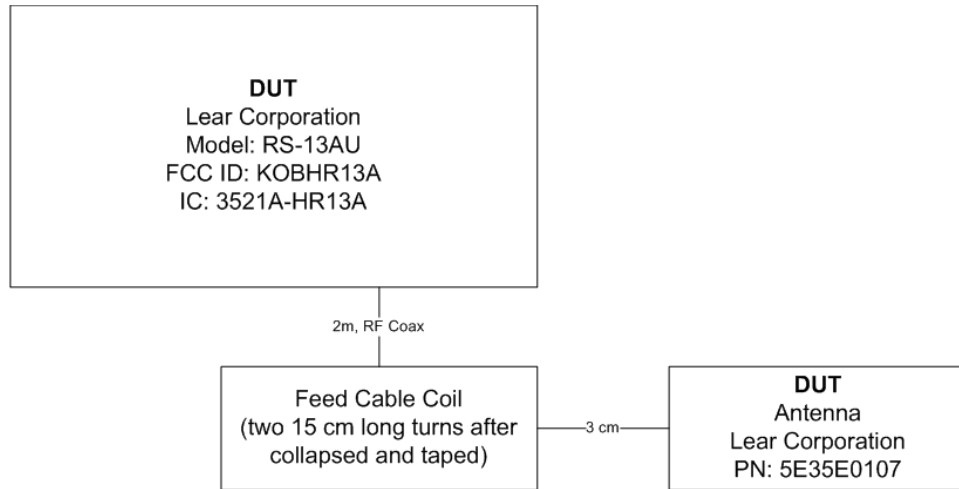 DUT
Lear Corporation
Model: RS-13AU
FCC ID: KOBHR13A
IC: 3521A-HR13A
2m, RF Coax
Feed Cable Coil
(two 15 cm long turns after
collapsed and taped)
3 cm
DUT
Antenna
Lear Corporation
PN: 5E35E0107